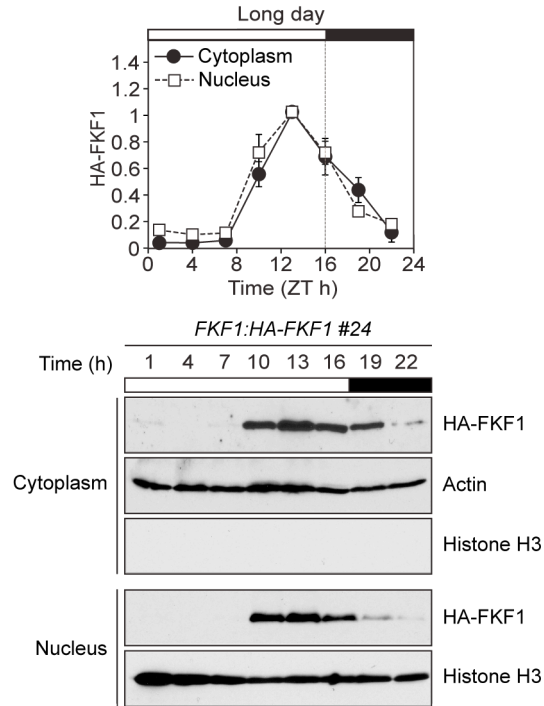 Long day
Cytoplasm
Nucleus
HA-FKF1
1.4
1.2
1
0.8
0.6
0.4
0.2
0
0 4 8 12 16 20 24
Time (ZT h)
FKF1:HA-FKF1 #24
Time (h) 1 4 7 10 13 16 19 22
HA-FKF1
Cytoplasm Actin
Histone H3
HA-FKF1
Nucleus
Histone H3